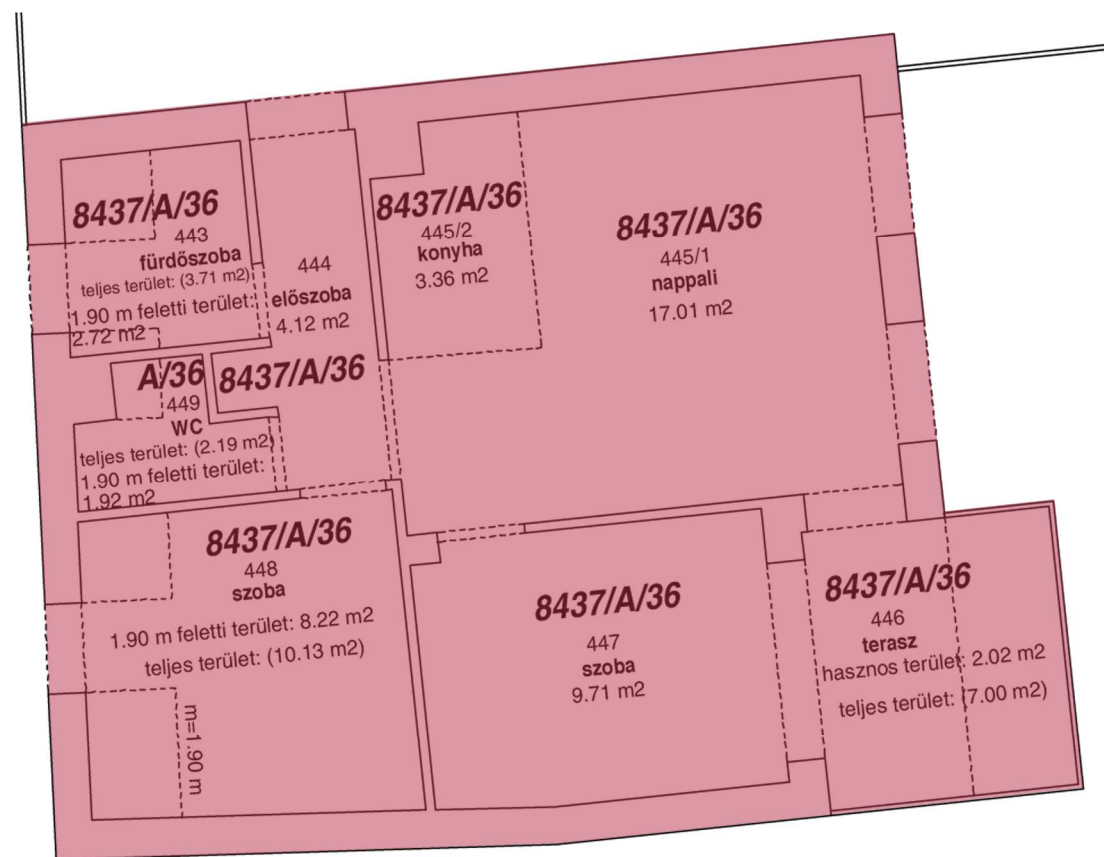 8437/A/36
443
fürdőszoba
teljes terület: (3.71 m2)
1.90 m feletti terület:
2.72 m2
444
előszoba
4.12 m2
8437/A/36
8437/A/36
445/2
konyha
3.36 m2
8437/A/36
445/1
nappali
17.01 m2
A/36
449
WC
teljes terület: (2.19 m2)
1.90 m feletti terület:
1.92 m2
8437/A/36
448
szoba
1.90 m feletti terület: 8.22 m2
teljes terület: (10.13 m2)
m=1.90 m
8437/A/36
447
szoba
9.71 m2
8437/A/36
446
terasz
hasznos terület: 2.02 m2
teljes terület: (7.00 m2)